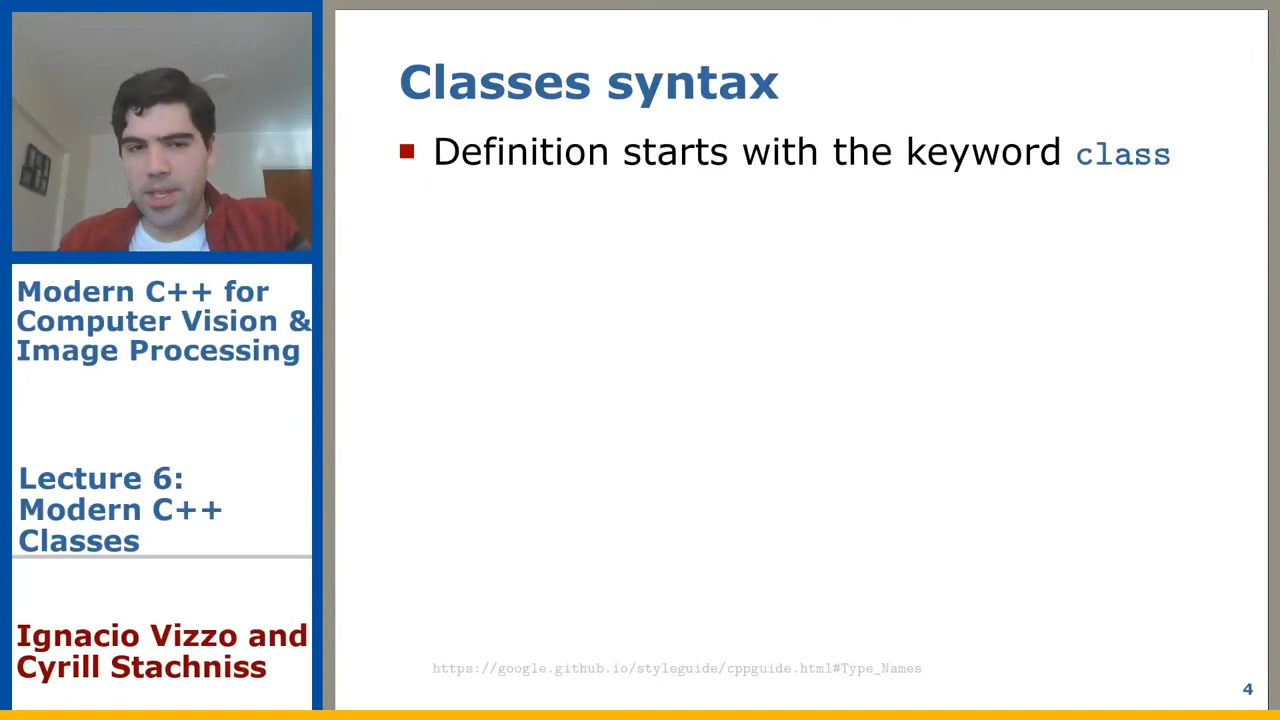 Classes syntax
Definition starts with the keyword class
Modern C++ for
Computer Vision &
Image Processing
Lecture 6:
Modern C++
Classes
Ignacio Vizzo and
Cyrill Stachniss
https://google.github.io/styleguide/cppguide.html#Type_Names
4